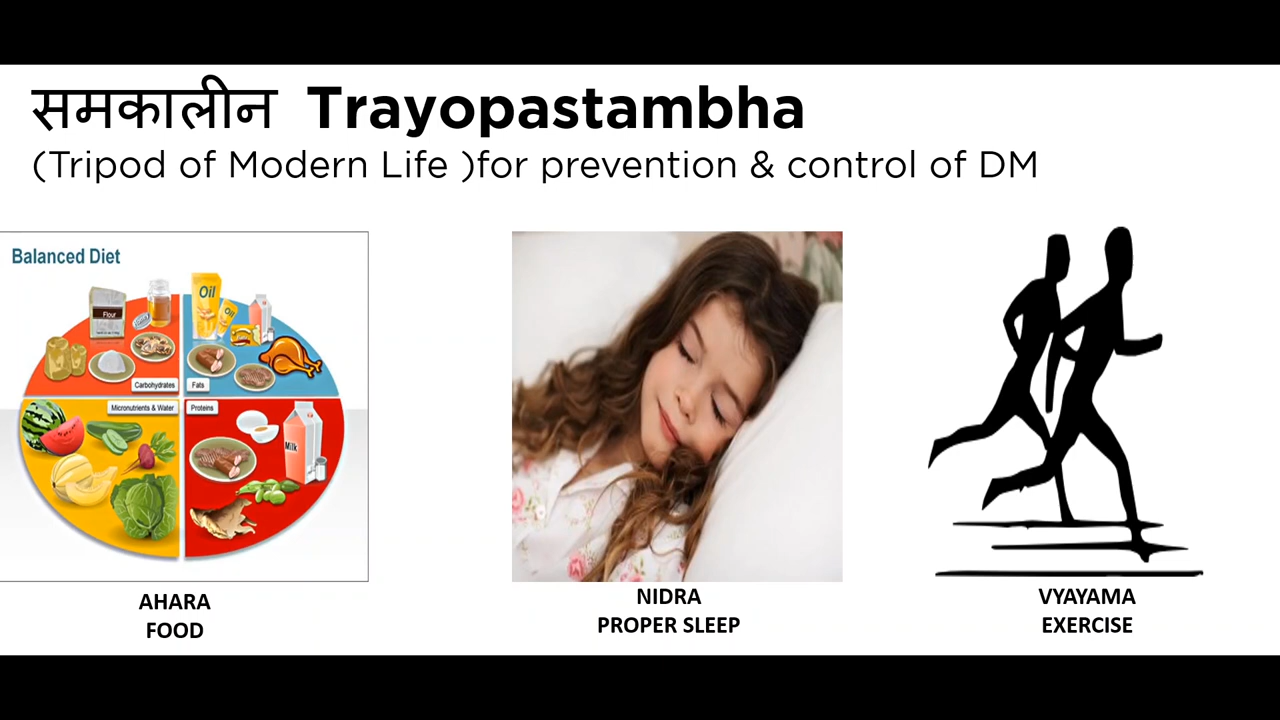 समकालीन Trayopastambha
(Tripod of Modern Life )for prevention & control of DM
Balanced Diet
Oil
Oil
Flour
Carbohydrates
Fats
Micronutrients & Water
Proteins
Milk
AHARA
FOOD
NIDRA
PROPER SLEEP
VYAYAMA
EXERCISE